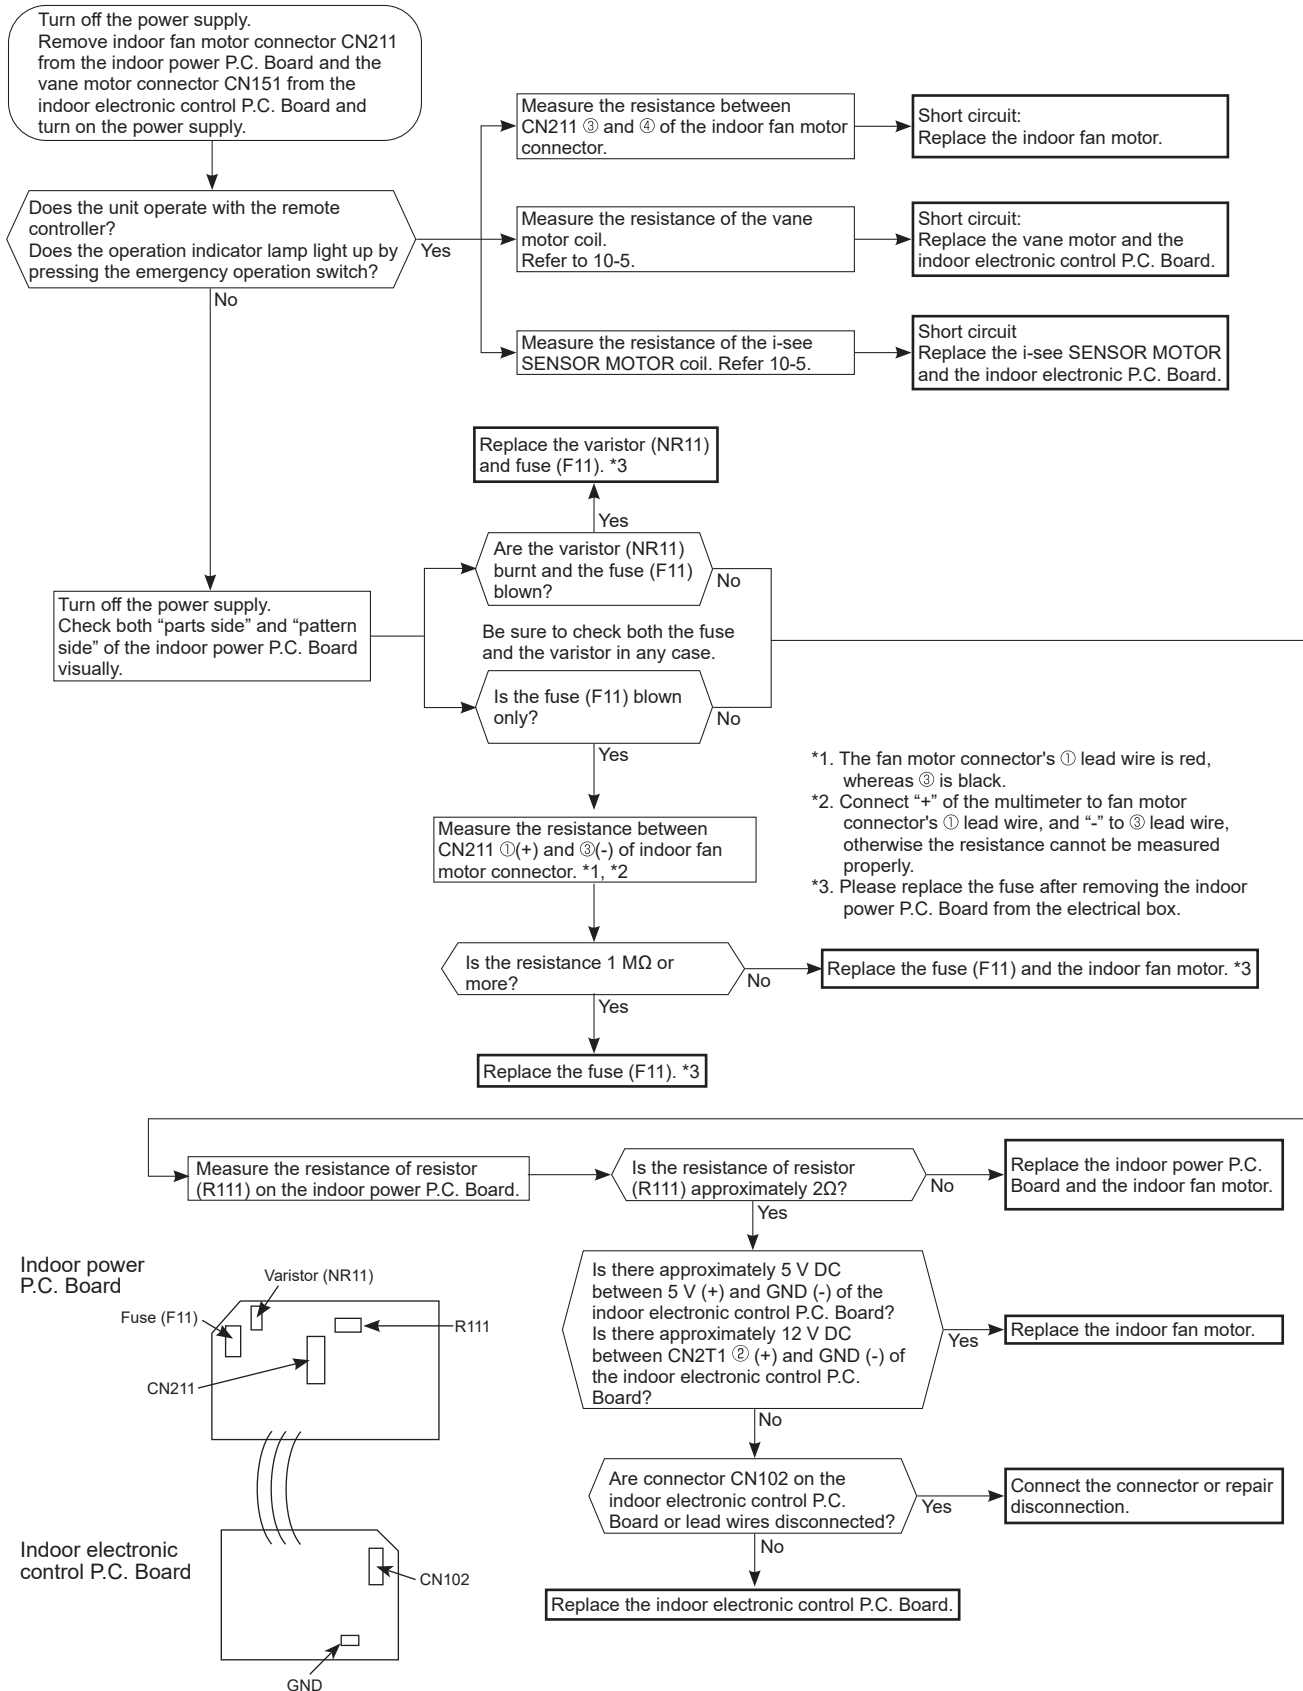 Turn off the power supply.
Remove indoor fan motor connector CN211
from the indoor power P.C. Board and the
vane motor connector CN151 from the
indoor electronic control P.C. Board and
turn on the power supply.
Does the unit operate with the remote
controller?
Does the operation indicator lamp light up by
pressing the emergency operation switch?
Yes
No
Measure the resistance between
CN211 ③ and ④ of the indoor fan motor
connector.
Short circuit:
Replace the indoor fan motor.
Measure the resistance of the vane
motor coil.
Refer to 10-5.
Short circuit:
Replace the vane motor and the
indoor electronic control P.C. Board.
Measure the resistance of the i-see
SENSOR MOTOR coil. Refer 10-5.
Short circuit
Replace the i-see SENSOR MOTOR
and the indoor electronic P.C. Board.
Replace the varistor (NR11)
and fuse (F11). *3
Yes
Are the varistor (NR11)
burnt and the fuse (F11)
blown?
No
Turn off the power supply.
Check both “parts side” and “pattern
side” of the indoor power P.C. Board
visually.
Be sure to check both the fuse
and the varistor in any case.
Is the fuse (F11) blown
only?
No
Yes
Measure the resistance between
CN211 ①(+) and ③(-) of indoor fan
motor connector. *1, *2
*1. The fan motor connector's ① lead wire is red,
whereas ③ is black.
*2. Connect “+” of the multimeter to fan motor
connector's ① lead wire, and “-” to ③ lead wire,
otherwise the resistance cannot be measured
properly.
*3. Please replace the fuse after removing the indoor
power P.C. Board from the electrical box.
Is the resistance 1 MΩ or
more?
No
Replace the fuse (F11) and the indoor fan motor. *3
Yes
Replace the fuse (F11). *3
Measure the resistance of resistor
(R111) on the indoor power P.C. Board.
Is the resistance of resistor
(R111) approximately 2Ω?
No
Replace the indoor power P.C.
Board and the indoor fan motor.
Yes
Is there approximately 5 V DC
between 5 V (+) and GND (-) of the
indoor electronic control P.C. Board?
Is there approximately 12 V DC
between CN2T1 ② (+) and GND (-) of
the indoor electronic control P.C.
Board?
Yes
Replace the indoor fan motor.
No
Are connector CN102 on the
indoor electronic control P.C.
Board or lead wires disconnected?
Yes
Connect the connector or repair
disconnection.
No
Replace the indoor electronic control P.C. Board.
Indoor power
P.C. Board
Varistor (NR11)
Fuse (F11)
R111
CN211
Indoor electronic
control P.C. Board
CN102
GND